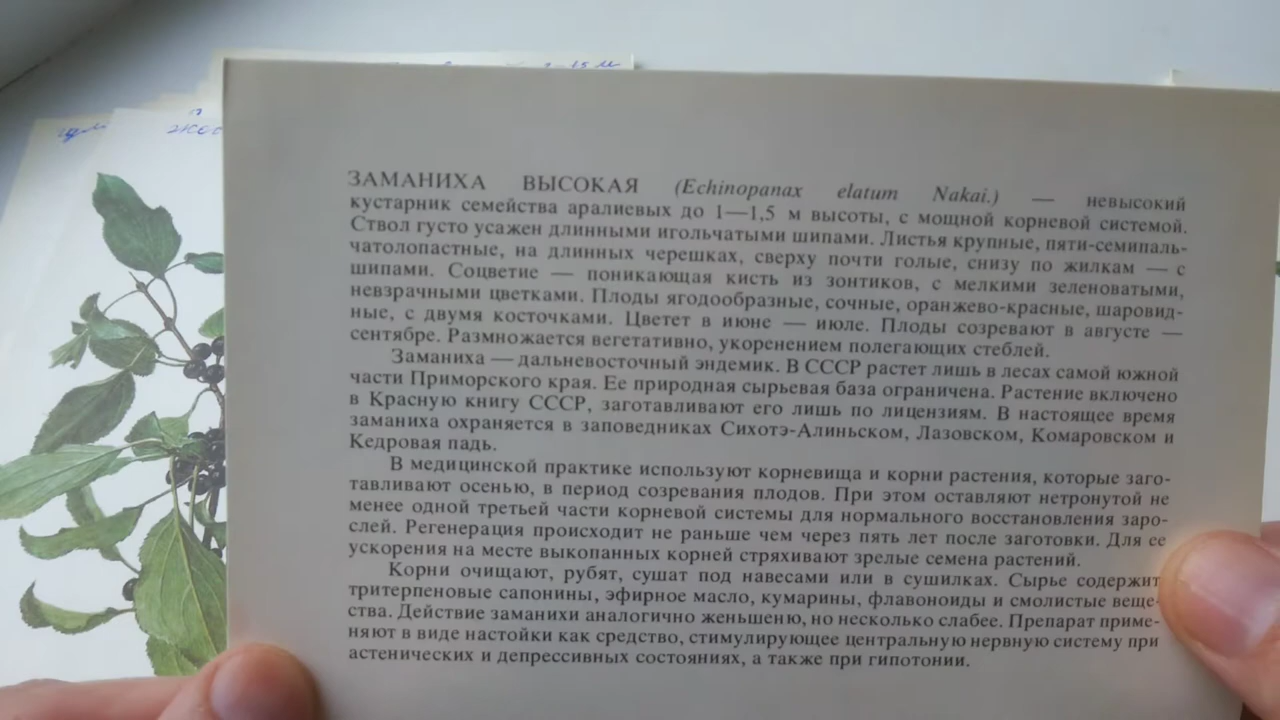 ЗАМАНИХА ВЫСОКАЯ (Echinopanax elatum Nakai.) — невысокий
кустарник семейства аралиевых до 1—1,5 м высоты, с мощной корневой системой.
Ствол густо усажен длинными игольчатыми шипами. Листья крупные, пяти-семипаль-
чатолопастные, на длинных черешках, сверху почти голые, снизу по жилкам — с
шипами. Соцветие — поникающая кисть из зонтиков, с мелкими зеленоватыми,
невзрачными цветками. Плоды ягодообразные, сочные, оранжево-красные, шаровид-
ные, с двумя косточками. Цветет в июне — июле. Плоды созревают в августе —
сентябре. Размножается вегетативно, укоренением полегающих стеблей.
Заманиха — дальневосточный эндемик. В СССР растет лишь в лесах самой южной
части Приморского края. Ее природная сырьевая база ограничена. Растение включено
в Красную книгу СССР, заготавливают его лишь по лицензиям. В настоящее время
заманиха охраняется в заповедниках Сихотэ-Алиньском, Лазовском, Комаровском и
Кедровая падь.
В медицинской практике используют корневища и корни растения, которые заго-
тавливают осенью, в период созревания плодов. При этом оставляют нетронутой не
менее одной третьей части корневой системы для нормального восстановления заро-
слей. Регенерация происходит не раньше чем через пять лет после заготовки. Для ее
ускорения на месте выкопанных корней стряхивают зрелые семена растений.
Корни очищают, рубят, сушат под навесами или в сушилках. Сырье содержит
тритерпеновые сапонины, эфирное масло, кумарины, флавоноиды и смолистые веще-
ства. Действие заманихи аналогично женьшеню, но несколько слабее. Препарат приме-
няют в виде настойки как средство, стимулирующее центральную нервную систему при
астенических и депрессивных состояниях, а также при гипотонии.